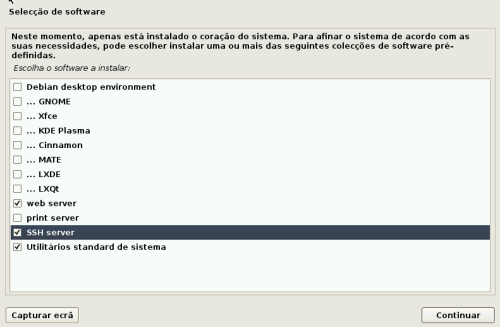 Selecção de software
Neste momento, apenas está instalado o coração do sistema. Para afinar o sistema de acordo com as
suas necessidades, pode escolher instalar uma ou mais das seguintes colecções de software pré-
definidas.
Escolha o software a instalar:
Debian desktop environment
... GNOME
... Xfce
... KDE Plasma
... Cinnamon
... MATE
... LXDE
... LXQt
web server
print server
SSH server
Utilitários standard de sistema
Capturar ecrã
Continuar